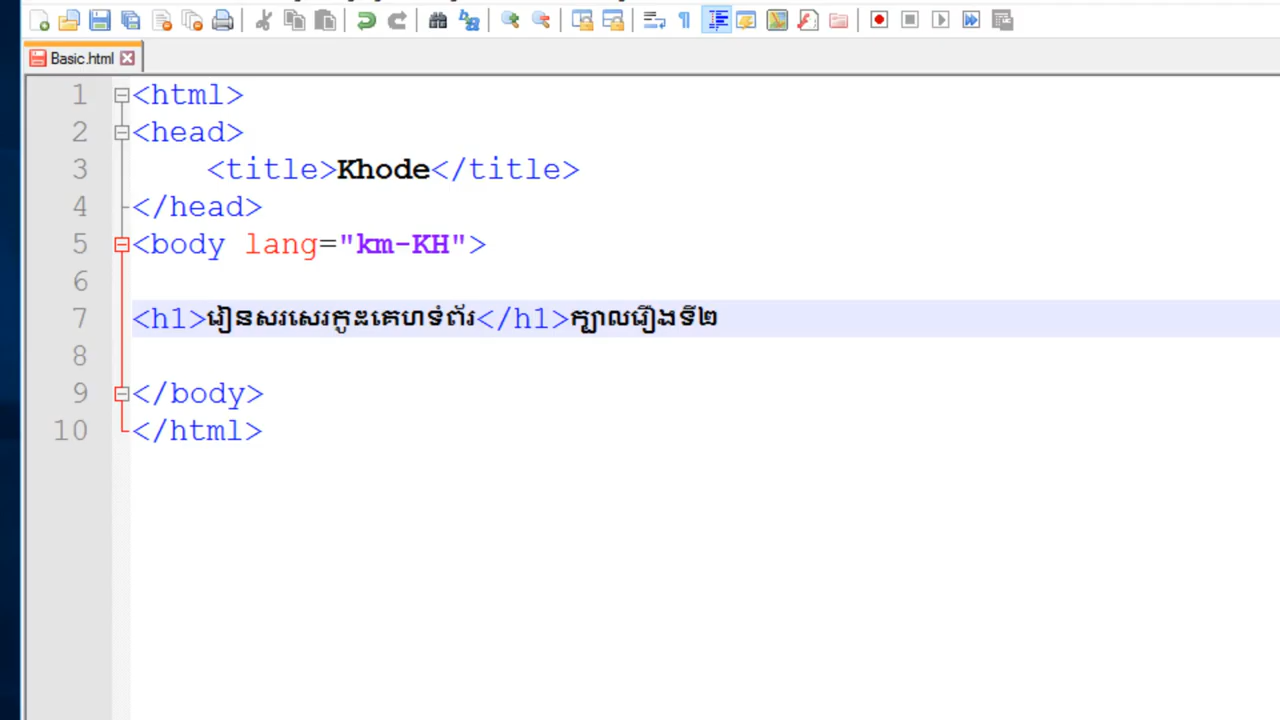 Basic.html
1 <html>
2 <head>
3 <title>Khode</title>
4 </head>
5 <body lang="km-KH">
6
7 <h1>រៀនសរសេរកូឌគេហទំព័រ</h1>ក្បាលរឿងទី២
8
9 </body>
10 </html>